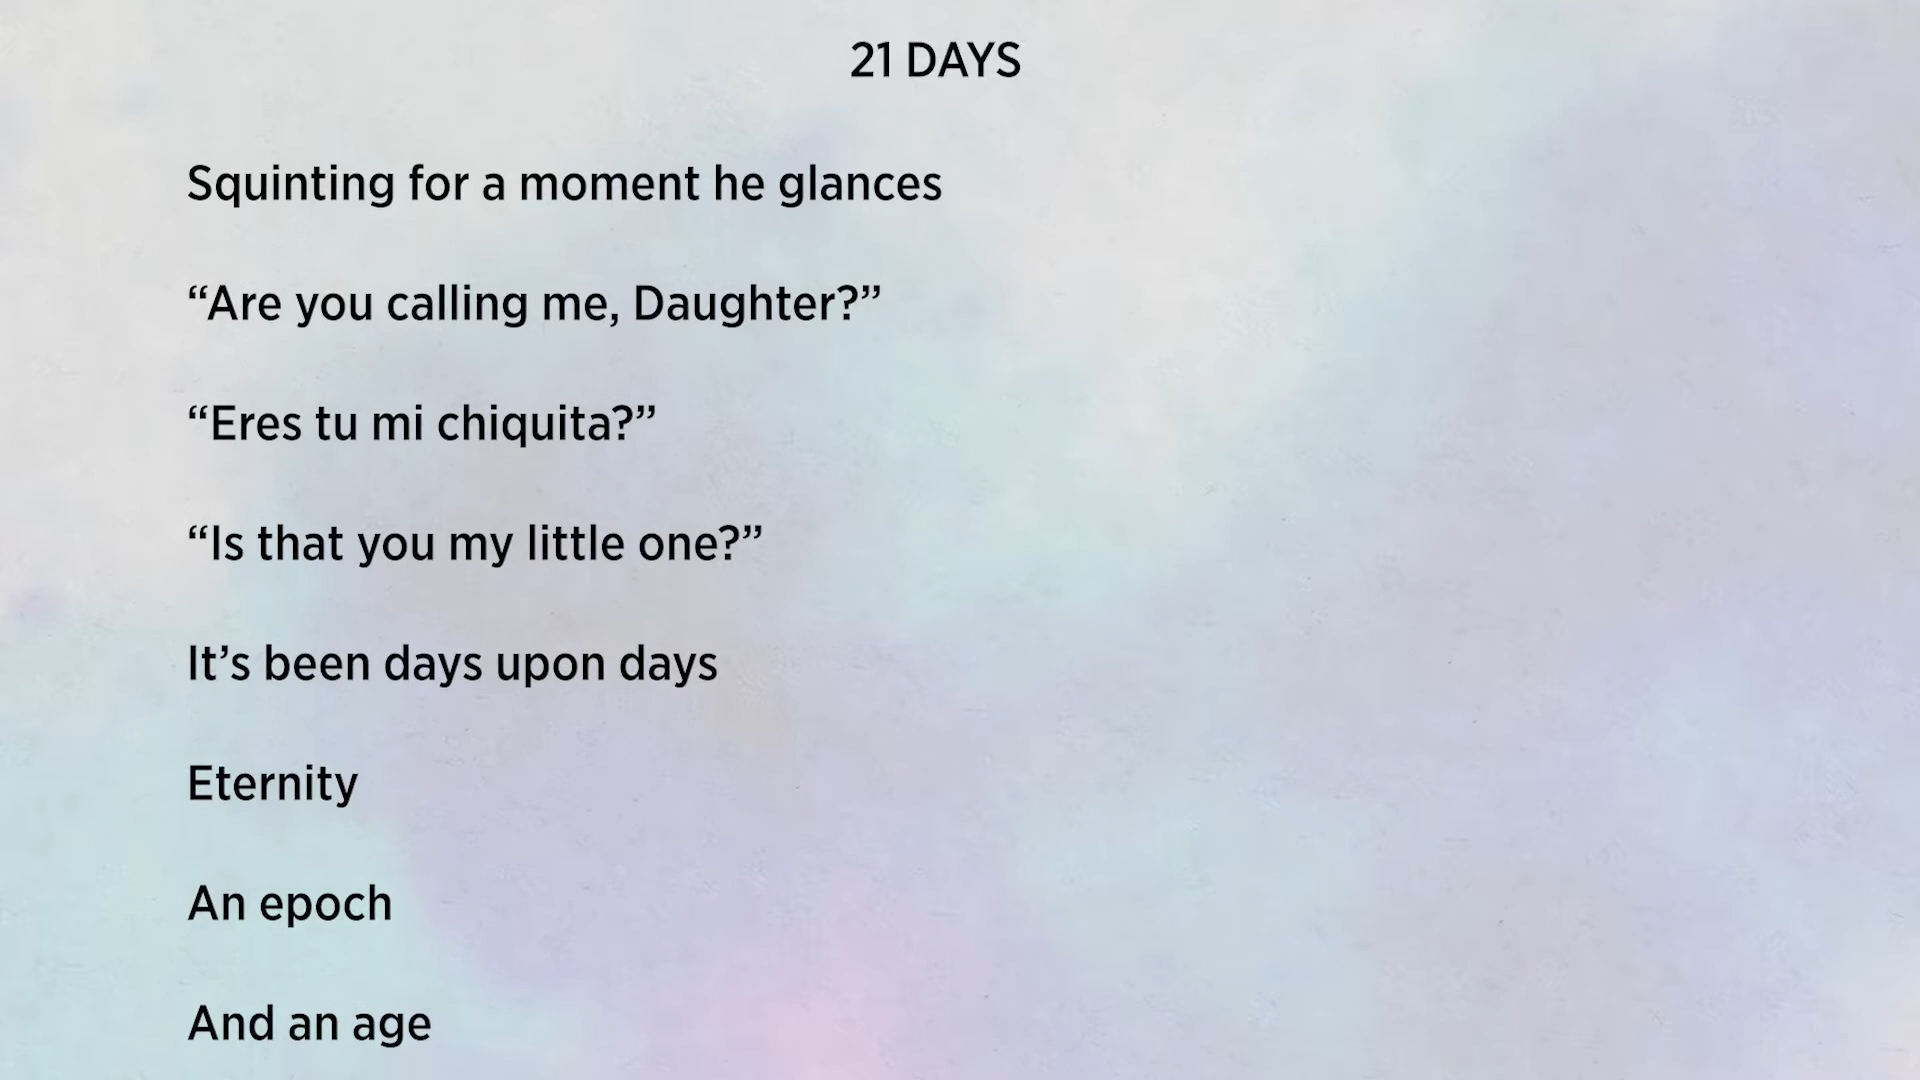 21 DAYS
Squinting for a moment he glances
“Are you calling me, Daughter?”
“Eres tu mi chiquita?”
“Is that you my little one?”
It’s been days upon days
Eternity
An epoch
And an age